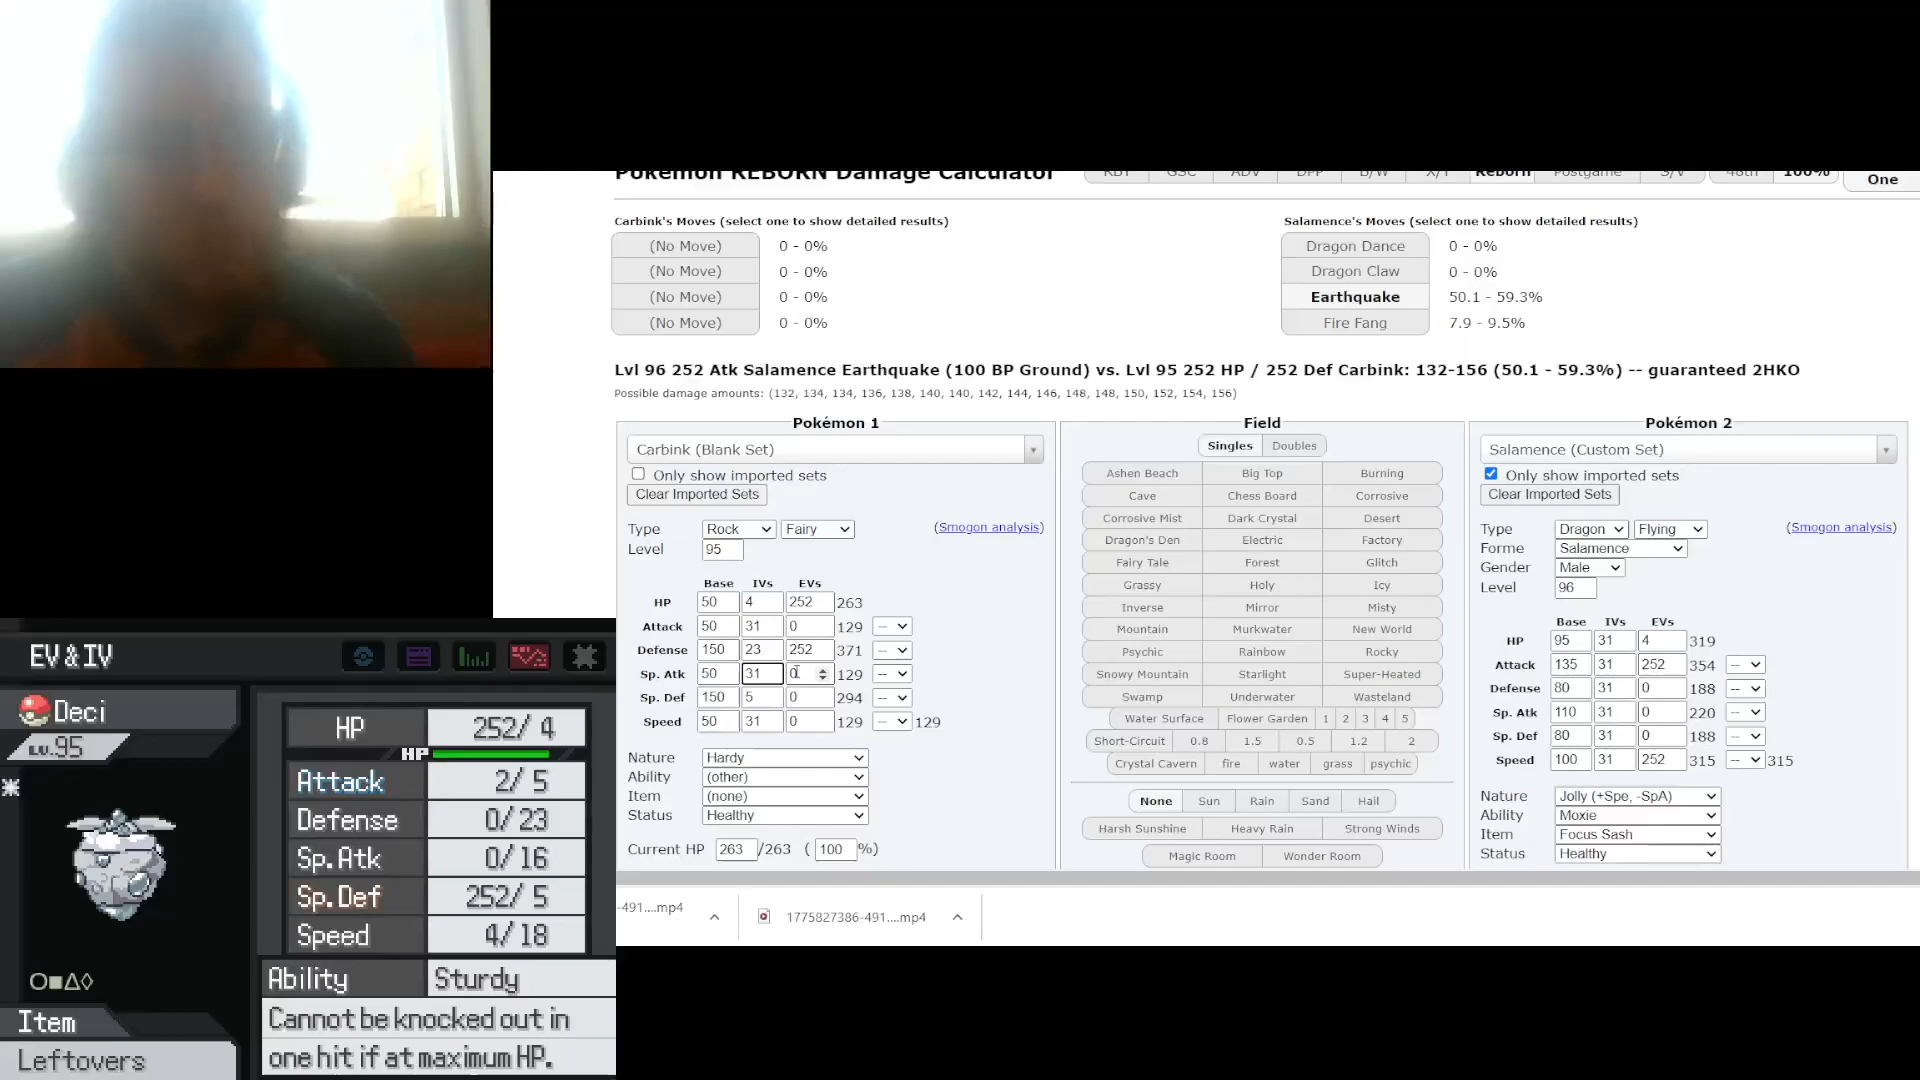 Pokémon REBORN Damage Calculator
RBY GSC ADV DPP B/W X/Y Reborn Postgame S/V 48th 100% One
Carbink's Moves (select one to show detailed results)
(No Move) 0 - 0%
(No Move) 0 - 0%
(No Move) 0 - 0%
(No Move) 0 - 0%
Salamence's Moves (select one to show detailed results)
Dragon Dance 0 - 0%
Dragon Claw 0 - 0%
Earthquake 50.1 - 59.3%
Fire Fang 7.9 - 9.5%
Lvl 96 252 Atk Salamence Earthquake (100 BP Ground) vs. Lvl 95 252 HP / 252 Def Carbink: 132-156 (50.1 - 59.3%) -- guaranteed 2HKO
Possible damage amounts: (132, 134, 134, 136, 138, 140, 140, 142, 144, 146, 148, 148, 150, 152, 154, 156)
Pokémon 1
Carbink (Blank Set)
Only show imported sets
Clear Imported Sets
Type Rock Fairy (Smogon analysis)
Level 95
Base IVs EVs
HP 50 4 252 263
Attack 50 31 0 129 --
Defense 150 23 252 371 --
Sp. Atk 50 31 0 129 --
Sp. Def 150 5 0 294 --
Speed 50 31 0 129 -- 129
Nature Hardy
Ability (other)
Item (none)
Status Healthy
Current HP 263 /263 ( 100 %)
Field
Singles Doubles
Ashen Beach Big Top Burning
Cave Chess Board Corrosive
Corrosive Mist Dark Crystal Desert
Dragon's Den Electric Factory
Fairy Tale Forest Glitch
Grassy Holy Icy
Inverse Mirror Misty
Mountain Murkwater New World
Psychic Rainbow Rocky
Snowy Mountain Starlight Super-Heated
Swamp Underwater Wasteland
Water Surface Flower Garden 1 2 3 4 5
Short-Circuit 0.8 1.5 0.5 1.2 2
Crystal Cavern fire water grass psychic
None Sun Rain Sand Hail
Harsh Sunshine Heavy Rain Strong Winds
Magic Room Wonder Room
Pokémon 2
Salamence (Custom Set)
Only show imported sets
Clear Imported Sets
Type Dragon Flying (Smogon analysis)
Forme Salamence
Gender Male
Level 96
Base IVs EVs
HP 95 31 4 319
Attack 135 31 252 354 --
Defense 80 31 0 188 --
Sp. Atk 110 31 0 220 --
Sp. Def 80 31 0 188 --
Speed 100 31 252 315 -- 315
Nature Jolly (+Spe, -SpA)
Ability Moxie
Item Focus Sash
Status Healthy
-491....mp4
1775827386-491....mp4
EV & IV
Deci
Lv.95
Item
Leftovers
HP 252/ 4
HP
Attack 2/ 5
Defense 0/23
Sp.Atk 0/16
Sp.Def 252/ 5
Speed 4/18
Ability Sturdy
Cannot be knocked out in
one hit if at maximum HP.